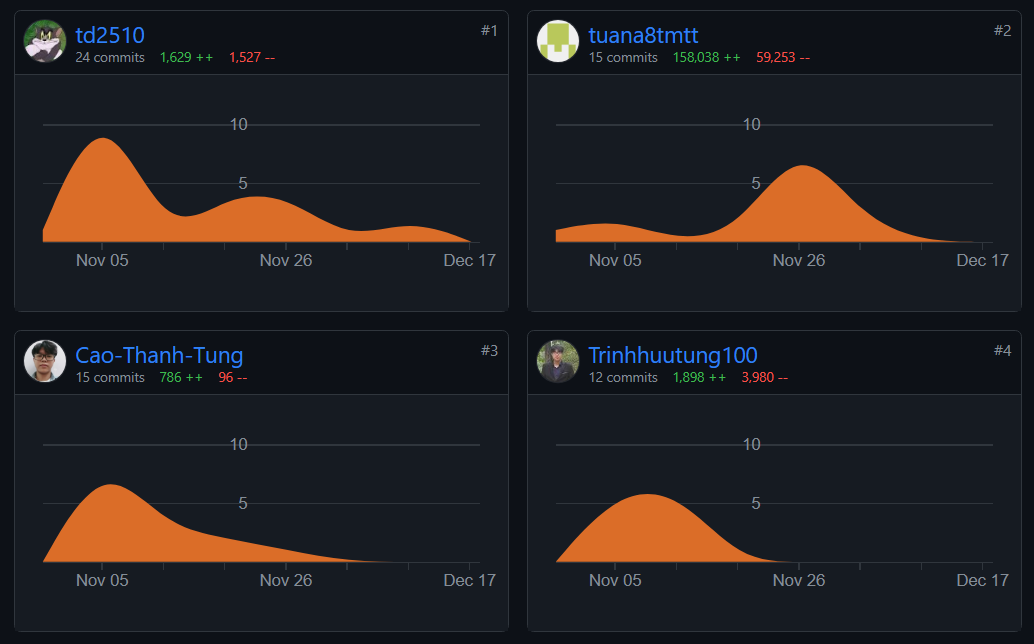 td2510
#1
24 commits 1,629 ++ 1,527 --
10
5
Nov 05 Nov 26 Dec 17
tuana8tmtt
#2
15 commits 158,038 ++ 59,253 --
10
5
Nov 05 Nov 26 Dec 17
Cao-Thanh-Tung
#3
15 commits 786 ++ 96 --
10
5
Nov 05 Nov 26 Dec 17
Trinhhuutung100
#4
12 commits 1,898 ++ 3,980 --
10
5
Nov 05 Nov 26 Dec 17